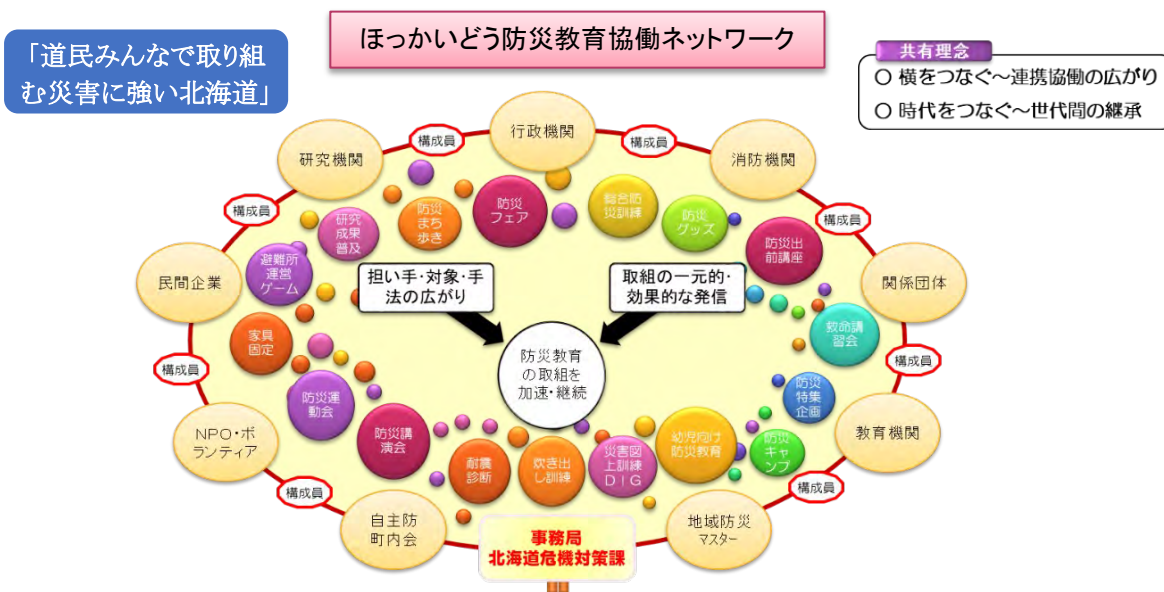 ほっかいどう防災教育協働ネットワーク
「道民みんなで取り組
む災害に強い北海道」
共有理念
○ 横をつなぐ～連携協働の広がり
○ 時代をつなぐ～世代間の継承
行政機関
構成員
構成員
研究機関
消防機関
構成員
構成員
民間企業
関係団体
構成員
構成員
NPO・ボ
ランティア
教育機関
構成員
構成員
自主防
町内会
地域防災
マスター
防災
フェア
総合防
災訓練
防災
グッズ
防災
まち
歩き
研究
成果
普及
防災出
前講座
避難所
運営
ゲーム
担い手・対象・手
法の広がり
取組の一元的・
効果的な発信
救命講
習会
家具
固定
防災教育
の取組を
加速・継続
防災
特集
企画
防災運
動会
防災講
演会
幼児向け
防災教育
防災
キャ
ンプ
耐震
診断
炊き出
し訓練
災害図
上訓練
DIG
事務局
北海道危機対策課